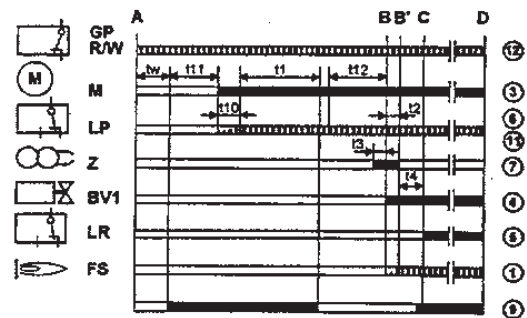 A B B' C D
GP
R/W 12
tw t11 t1 t12
M M 3
t10 t2 6
LP 11
t3
Z 7
t4
BV1 4
LR 5
FS 1
9